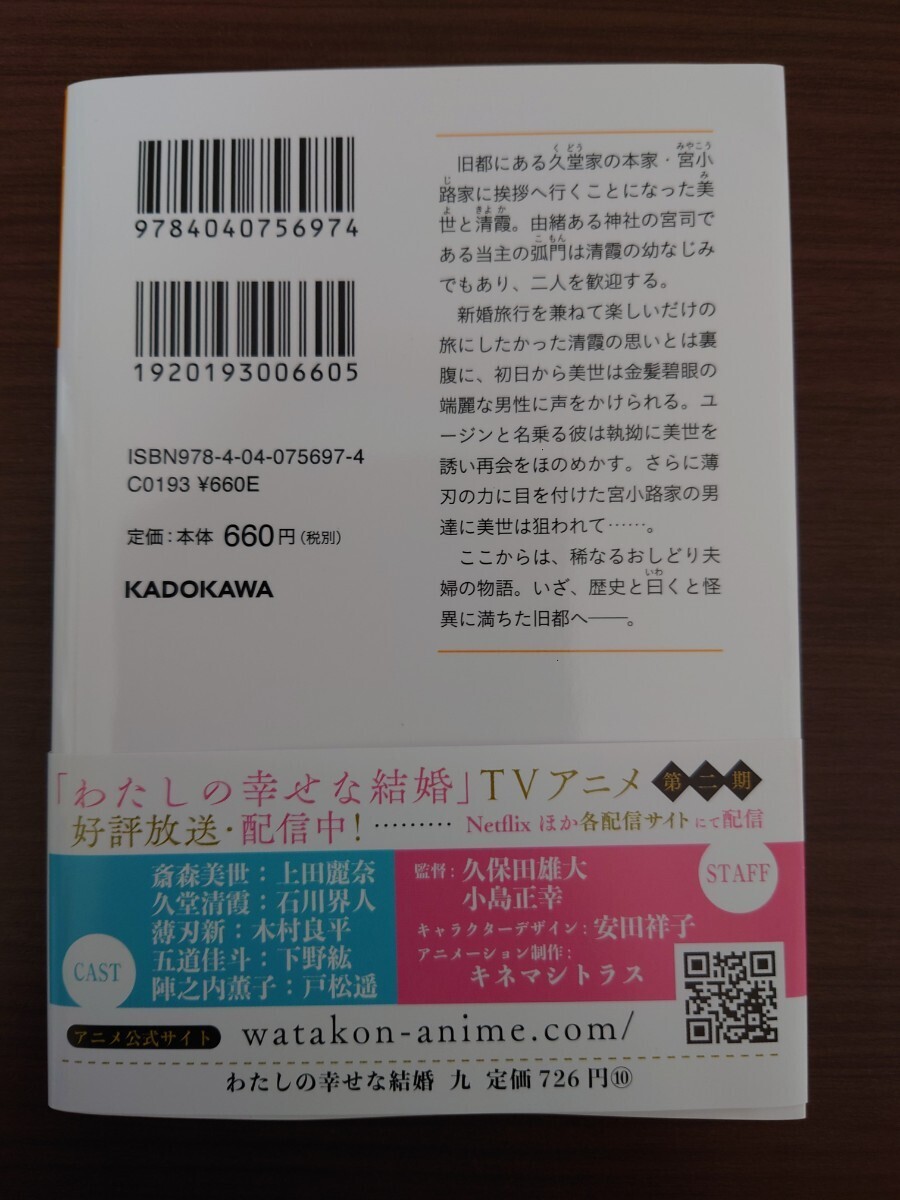 9784040756974
1920193006605
ISBN978-4-04-075697-4
C0193 ¥660E
定価：本体 660円（税別）
KADOKAWA
旧都にある久堂家の本家・宮小
路家に挨拶へ行くことになった美
世と清霞。由緒ある神社の宮司で
ある当主の弧門は清霞の幼なじみ
でもあり、二人を歓迎する。
新婚旅行を兼ねて楽しいだけの
旅にしたかった清霞の思いとは裏
腹に、初日から美世は金髪碧眼の
端麗な男性に声をかけられる。ユ
ージンと名乗る彼は執拗に美世を
誘い再会をほのめかす。さらに薄
刃の力に目を付けた宮小路家の男
達に美世は狙われて……。
ここからは、稀なるおしどり夫
婦の物語。いざ、歴史と曰くと怪
異に満ちた旧都へ――。
「わたしの幸せな結婚」TVアニメ 第二期
好評放送・配信中！……… Netflix ほか各配信サイトにて配信
CAST
斎森美世：上田麗奈
久堂清霞：石川界人
薄刃新：木村良平
五道佳斗：下野紘
陣之内薫子：戸松遥
STAFF
監督：久保田雄大
小島正幸
キャラクターデザイン：安田祥子
アニメーション制作：
キネマシトラス
アニメ公式サイト watakon-anime.com/
わたしの幸せな結婚 九 定価726円⑩